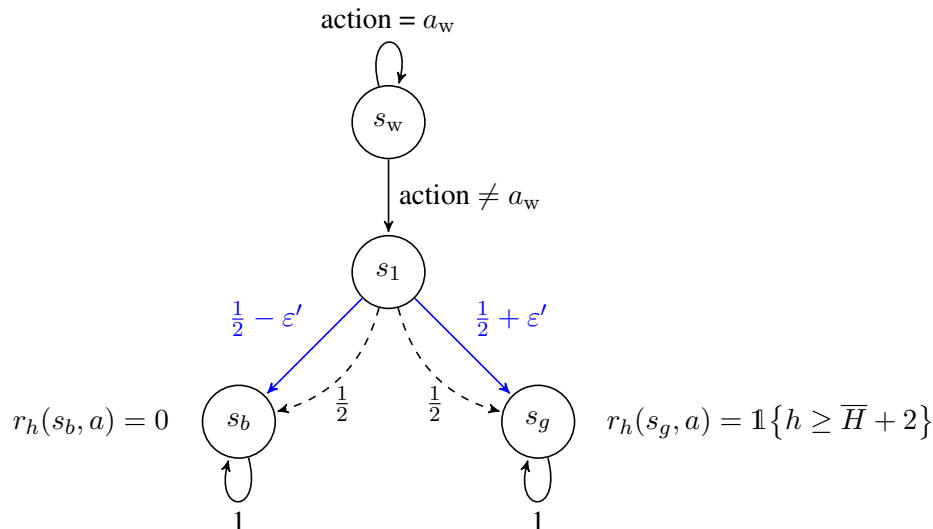 action = a_w
s_w
action ≠ a_w
s_1
1/2 − ε′
1/2 + ε′
1/2
1/2
r_h(s_b, a) = 0
s_b
s_g
r_h(s_g, a) = 𝟙{h ≥ H̅ + 2}
1
1